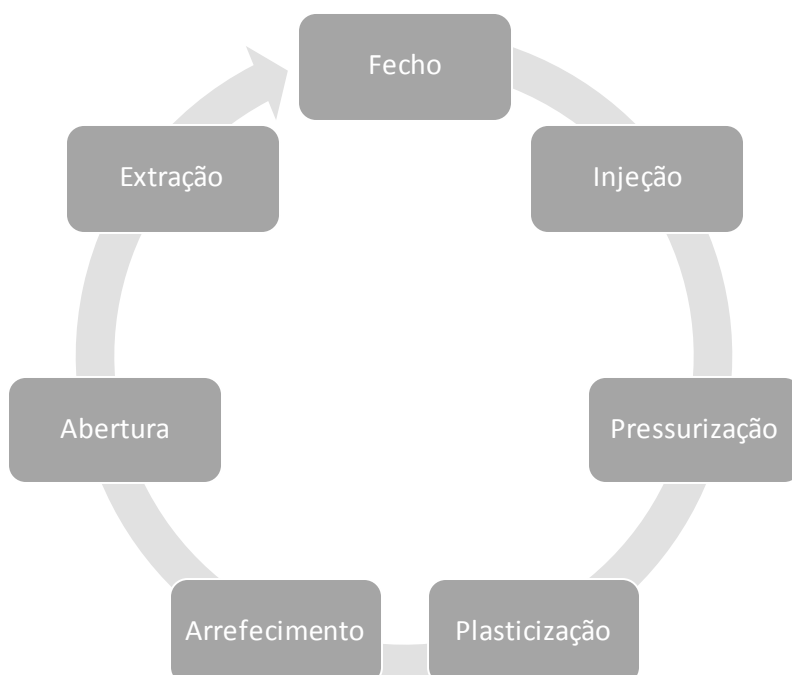 Fecho
Injeção
Pressurização
Plasticização
Arrefecimento
Abertura
Extração